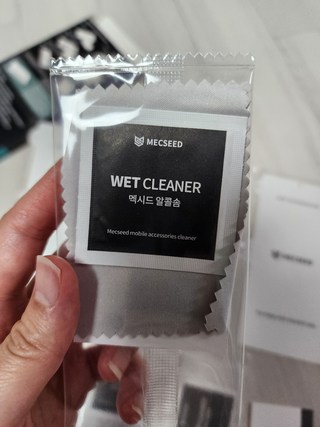 MECSEED
WET CLEANER
멕시드 알콜솜
Mecseed mobile accessories cleaner